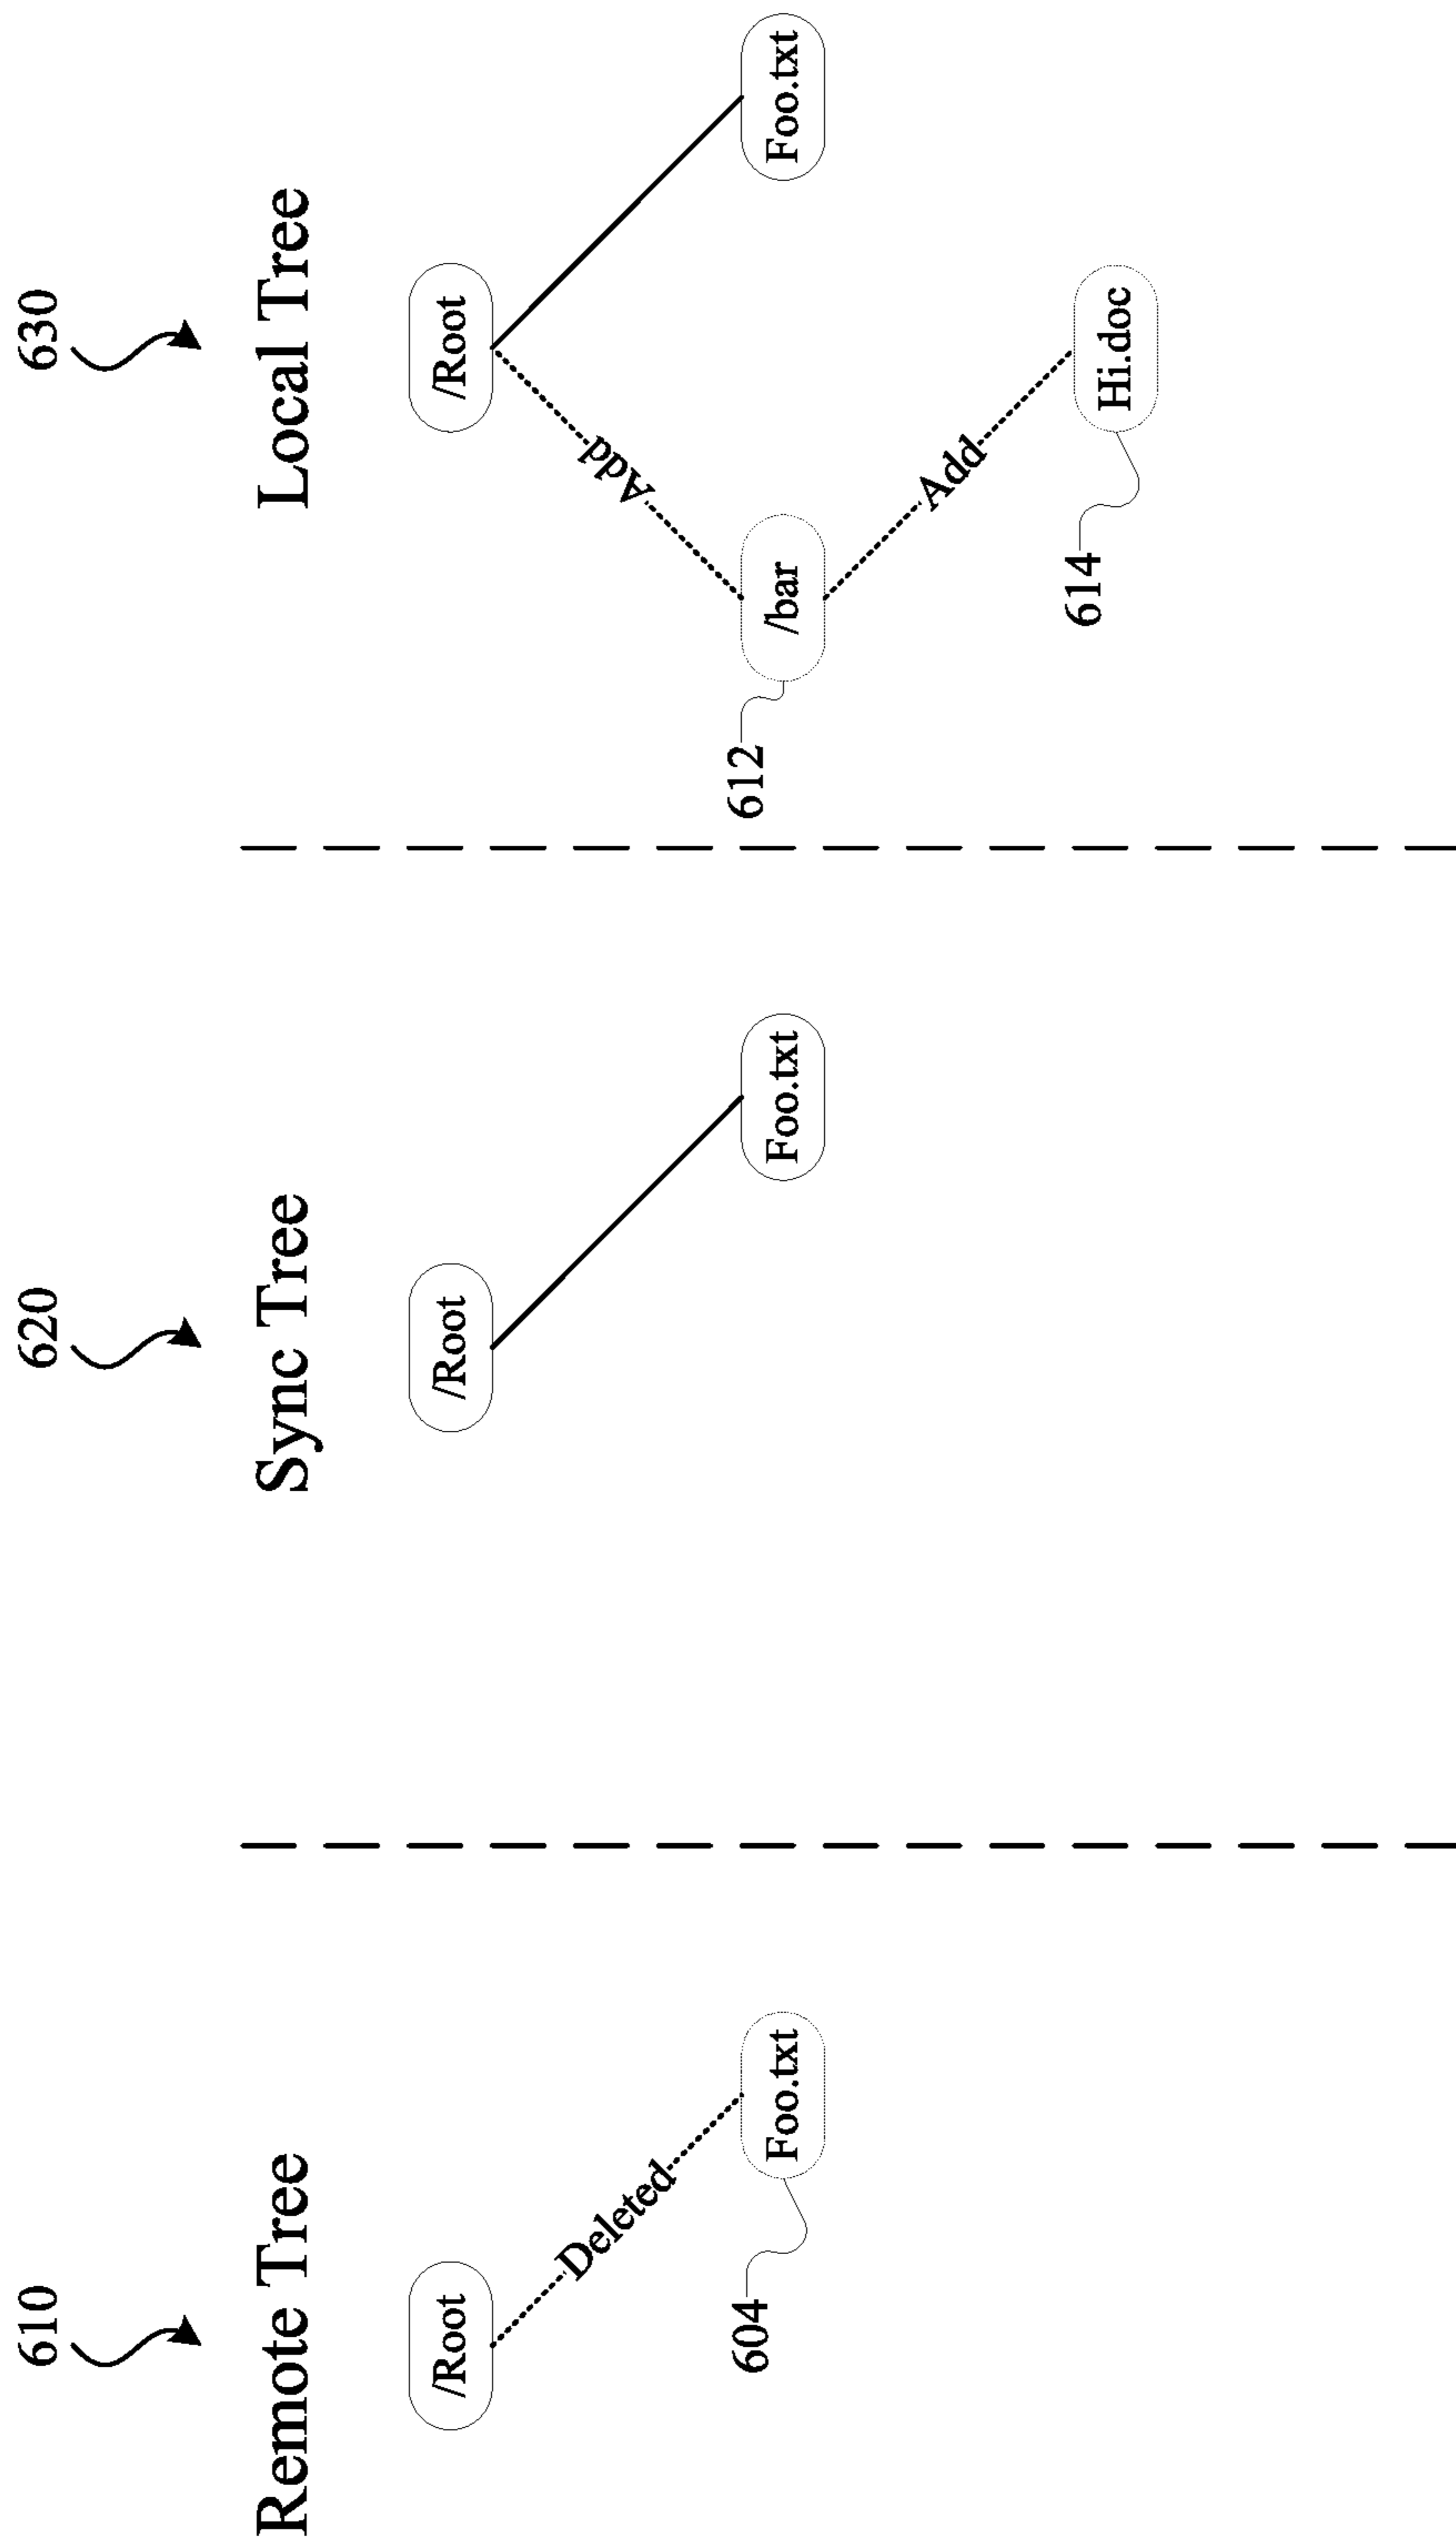 610
620
630
Remote Tree
Sync Tree
Local Tree
/Root
/Root
/Root
Deleted
Add
Foo.txt
Foo.txt
/bar
Foo.txt
604
612
Add
Hi.doc
614